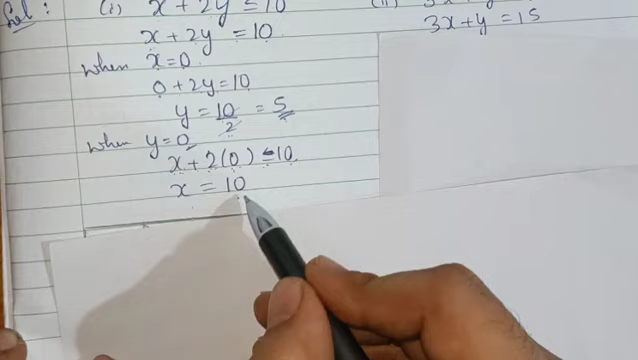 Sol : (i) x + 2y ≤ 10
x + 2y = 10
when x = 0
0 + 2y = 10
y = 10/2 = 5
when y = 0
x + 2(0) = 10
x = 10
3x + y = 15